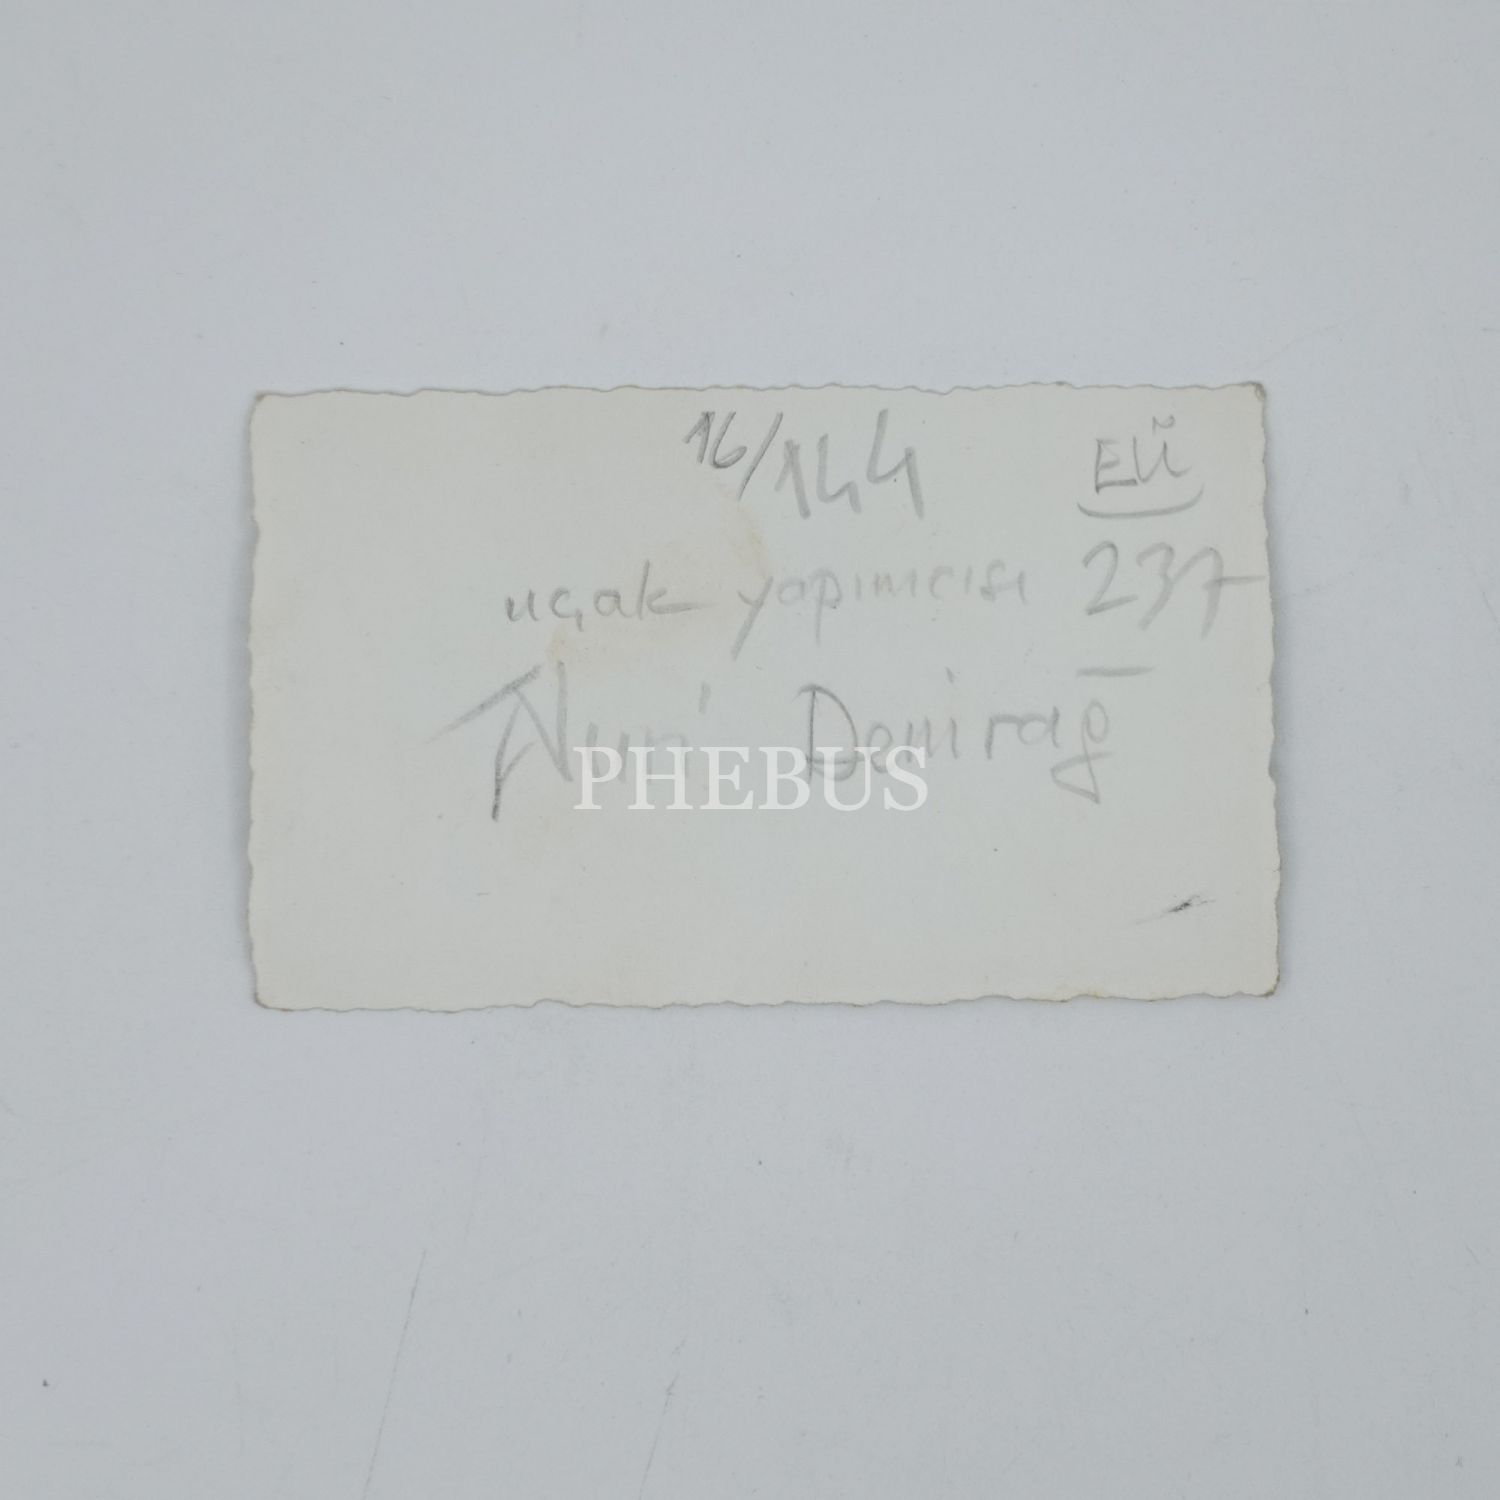 16/144
EÜ
uçak yapımcısı 237
Nuri Demirağ
PHEBUS